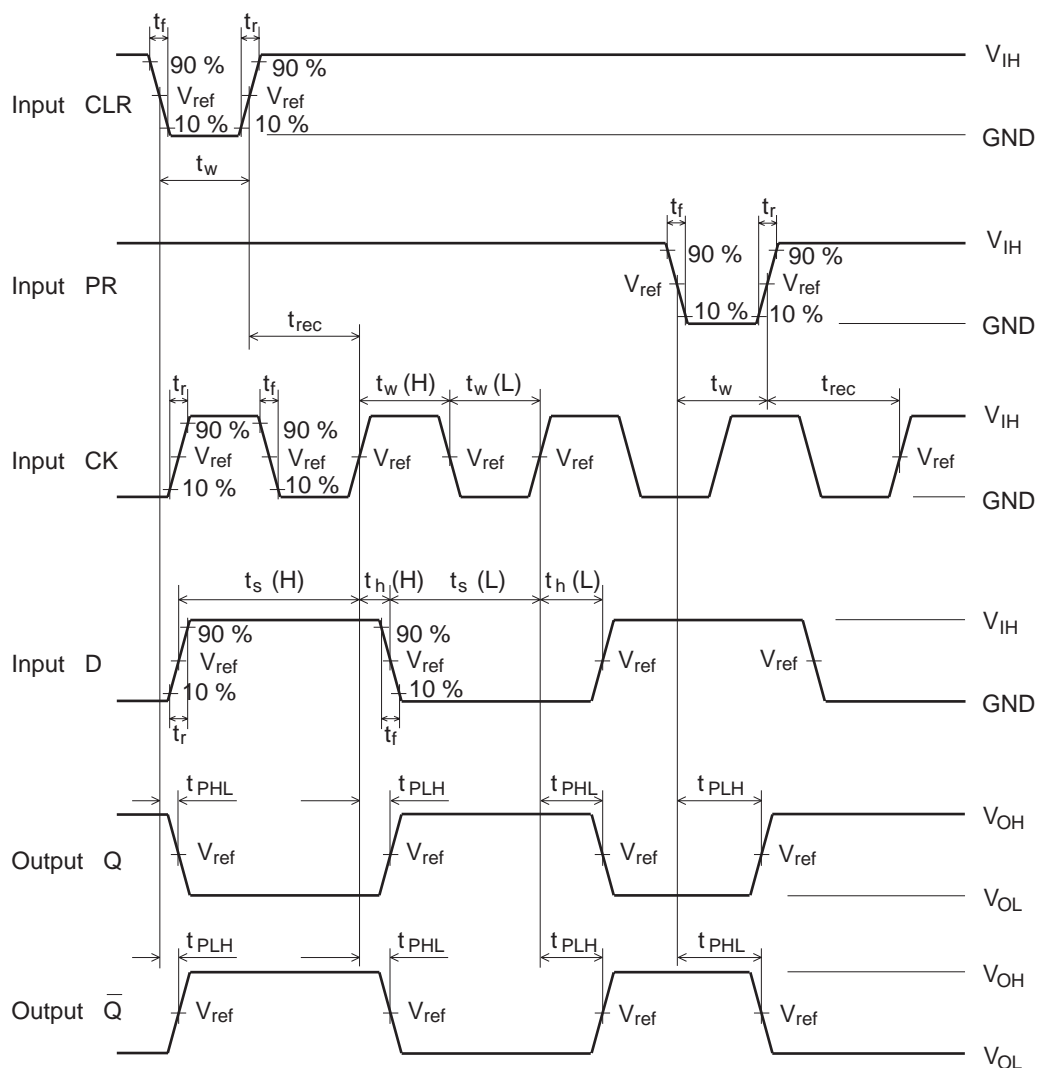 tf tr
VIH
90 % 90 %
Input CLR Vref Vref
10 % 10 %
GND
tw
tf tr
VIH
90 % 90 %
Input PR Vref Vref
10 % 10 %
GND
trec
tr tf tw (H) tw (L) tw trec
VIH
90 % 90 %
Input CK Vref Vref Vref Vref Vref Vref
10 % 10 %
GND
ts (H) th (H) ts (L) th (L)
VIH
90 % 90 %
Input D Vref Vref Vref Vref
10 % 10 %
GND
tr tf
tPHL tPLH tPHL tPLH
VOH
Output Q Vref Vref Vref Vref
VOL
tPLH tPHL tPLH tPHL
VOH
Output Q̅ Vref Vref Vref Vref
VOL